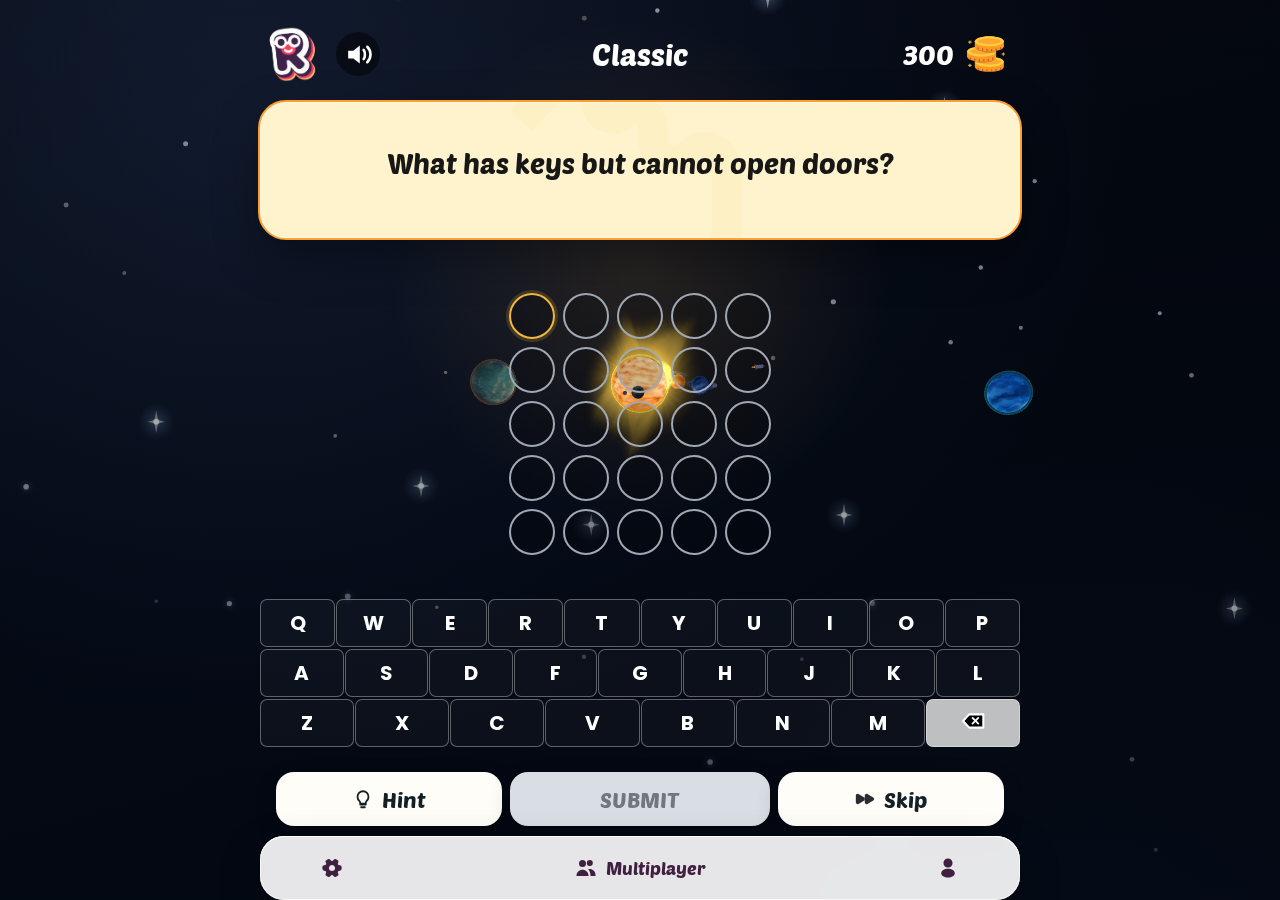 R
Classic
300
What has keys but cannot open doors?
Q W E R T Y U I O P
A S D F G H J K L
Z X C V B N M
Hint
SUBMIT
Skip
Multiplayer